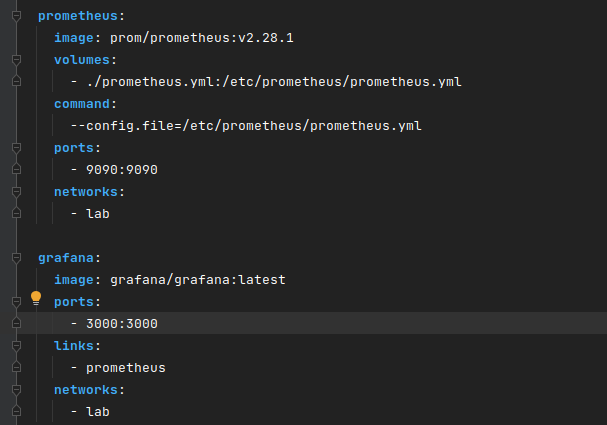 prometheus:
image: prom/prometheus:v2.28.1
volumes:
- ./prometheus.yml:/etc/prometheus/prometheus.yml
command:
--config.file=/etc/prometheus/prometheus.yml
ports:
- 9090:9090
networks:
- lab
grafana:
image: grafana/grafana:latest
ports:
- 3000:3000
links:
- prometheus
networks:
- lab